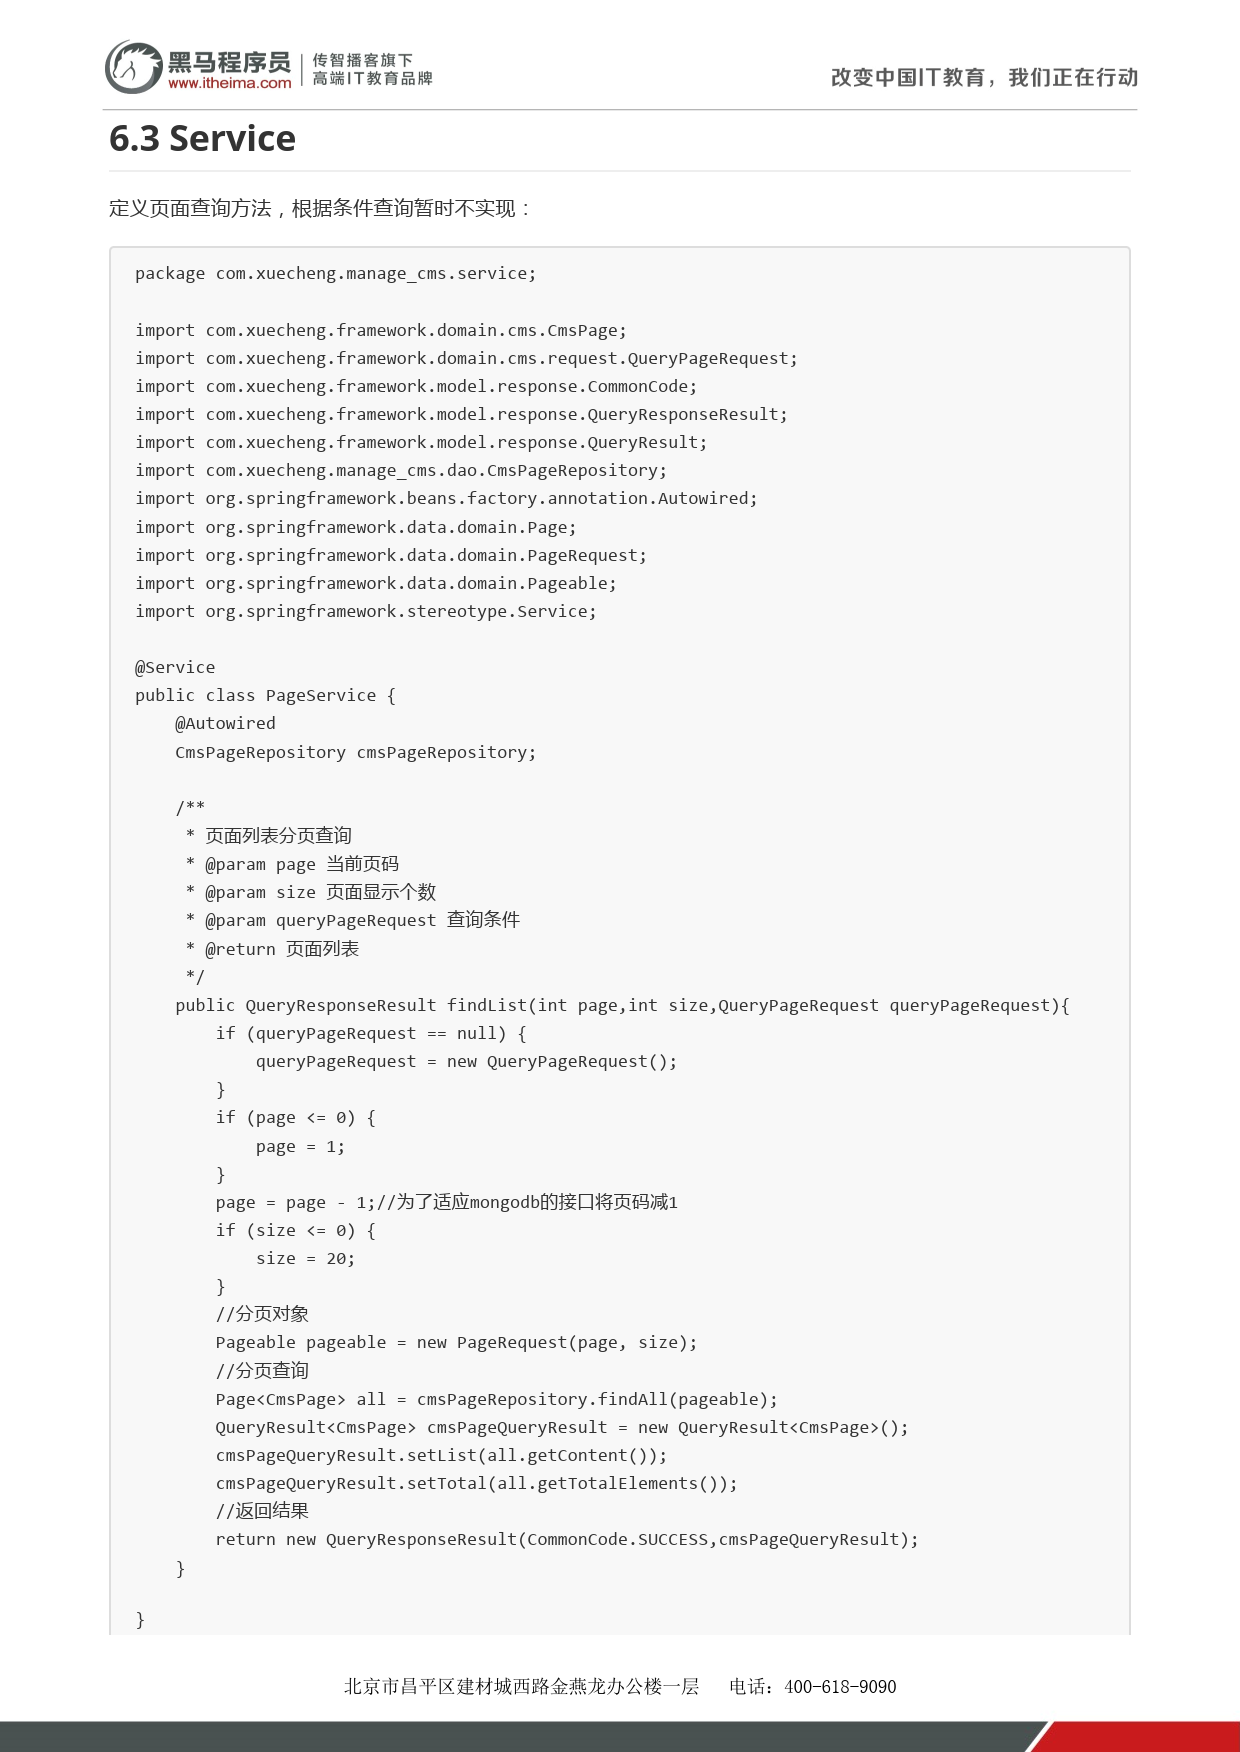 黑马程序员
www.itheima.com
传智播客旗下
高端IT教育品牌
改变中国IT教育，我们正在行动
6.3 Service
定义页面查询方法，根据条件查询暂时不实现：
package com.xuecheng.manage_cms.service;

import com.xuecheng.framework.domain.cms.CmsPage;
import com.xuecheng.framework.domain.cms.request.QueryPageRequest;
import com.xuecheng.framework.model.response.CommonCode;
import com.xuecheng.framework.model.response.QueryResponseResult;
import com.xuecheng.framework.model.response.QueryResult;
import com.xuecheng.manage_cms.dao.CmsPageRepository;
import org.springframework.beans.factory.annotation.Autowired;
import org.springframework.data.domain.Page;
import org.springframework.data.domain.PageRequest;
import org.springframework.data.domain.Pageable;
import org.springframework.stereotype.Service;

@Service
public class PageService {
    @Autowired
    CmsPageRepository cmsPageRepository;

    /**
     * 页面列表分页查询
     * @param page 当前页码
     * @param size 页面显示个数
     * @param queryPageRequest 查询条件
     * @return 页面列表
     */
    public QueryResponseResult findList(int page,int size,QueryPageRequest queryPageRequest){
        if (queryPageRequest == null) {
            queryPageRequest = new QueryPageRequest();
        }
        if (page <= 0) {
            page = 1;
        }
        page = page - 1;//为了适应mongodb的接口将页码减1
        if (size <= 0) {
            size = 20;
        }
        //分页对象
        Pageable pageable = new PageRequest(page, size);
        //分页查询
        Page<CmsPage> all = cmsPageRepository.findAll(pageable);
        QueryResult<CmsPage> cmsPageQueryResult = new QueryResult<CmsPage>();
        cmsPageQueryResult.setList(all.getContent());
        cmsPageQueryResult.setTotal(all.getTotalElements());
        //返回结果
        return new QueryResponseResult(CommonCode.SUCCESS,cmsPageQueryResult);
    }

}
北京市昌平区建材城西路金燕龙办公楼一层 电话：400-618-9090